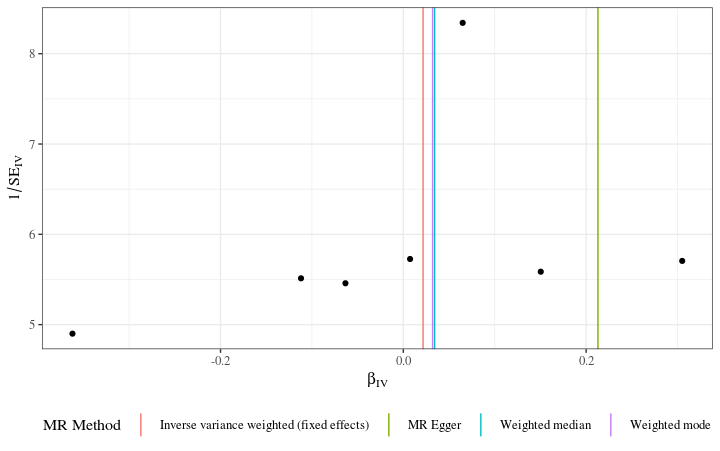 8
7
6
5
1/SE_IV
-0.2 0.0 0.2
β_IV
MR Method Inverse variance weighted (fixed effects) MR Egger Weighted median Weighted mode